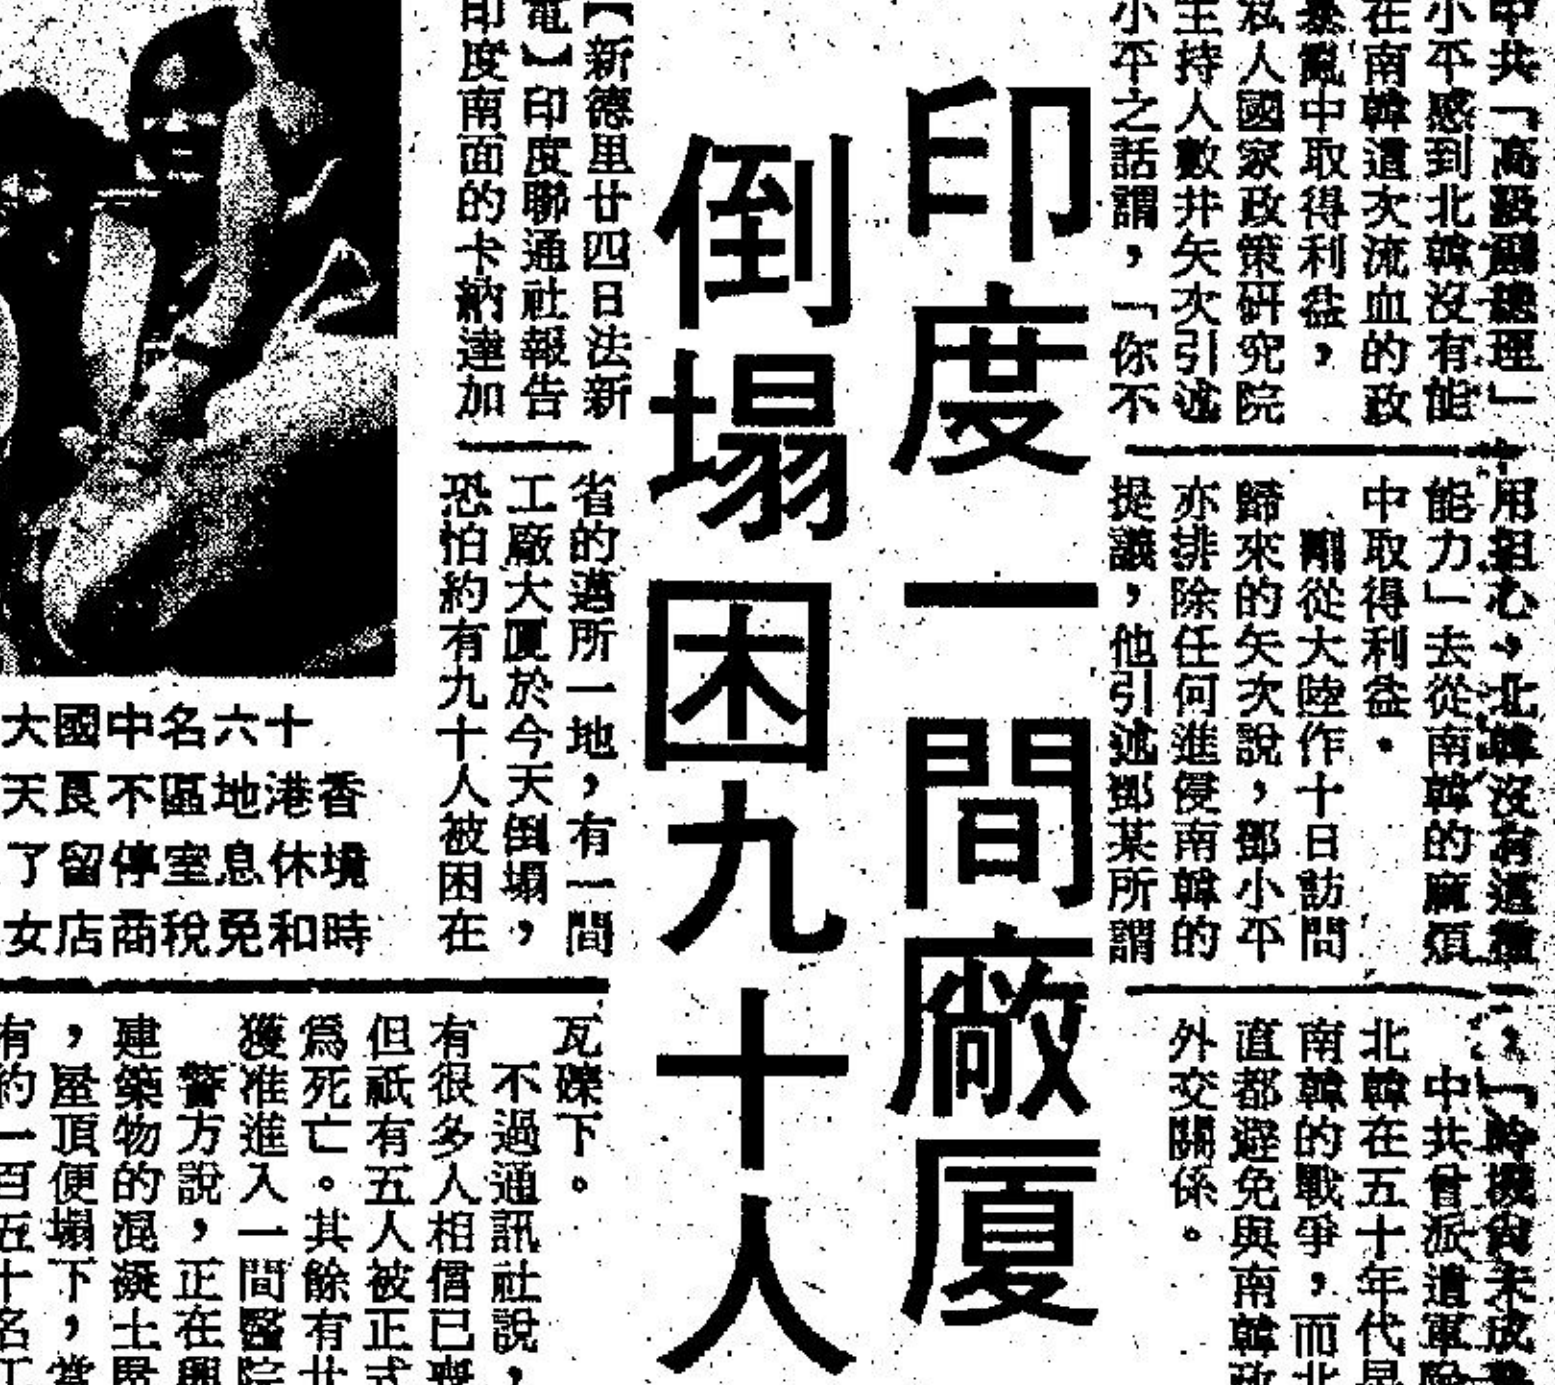 中共「高級副總理」
小平感到北韓沒有能
在南韓這次流血的政
暴亂中取得利益，
私人國家政策研究院
主持人數井矢次引述
小平之話謂，「你不
用担心，北韓沒有這種
能力」去從南韓的麻煩
中取得利益．
剛從大陸作十日訪問
歸來的矢次說，鄧小平
亦排除任何進侵南韓的
提議，他引述鄧某所謂
，「時機尚未成
中共曾派遣軍
北韓在五十年代
南韓的戰爭，而北
直都避免與南韓政
外交關係。
印度一間廠厦
倒塌困九十人
【新德里廿四日法新
電】印度聯通社報告
印度南面的卡納達加
省的邁所一地，有一間
工廠大厦於今天倒塌，
恐怕約有九十人被困在
瓦礫下。
不過通訊社說，
有很多人相信已喪
但祇有五人被正式
爲死亡。其餘有廿
獲准進入一間醫院
警方說，正在興
建築物的混凝土
，屋頂便塌下，當
有約一百五十名工
十六名中國大
香港地區不良天
境休息室停留了
時和免稅商店女